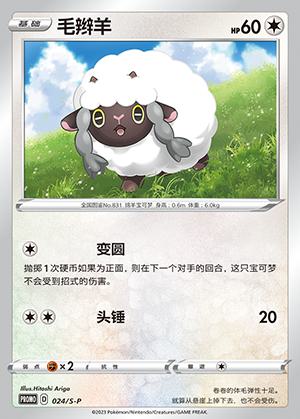 基础 毛辫羊 HP60
全国图鉴No.831 绵羊宝可梦 身高：0.6m 体重：6.0kg
变圆
抛掷1次硬币如果为正面，则在下一个对手的回合，这只宝可梦
不会受到招式的伤害。
头锤 20
弱点 ×2 抵抗力 撤退
Illus.Hitoshi Ariga
PROMO D 024/S-P
卷卷的体毛弹性十足。
就算从悬崖上掉下去，也不会有事。
©2023 Pokémon/Nintendo/Creatures/GAME FREAK.